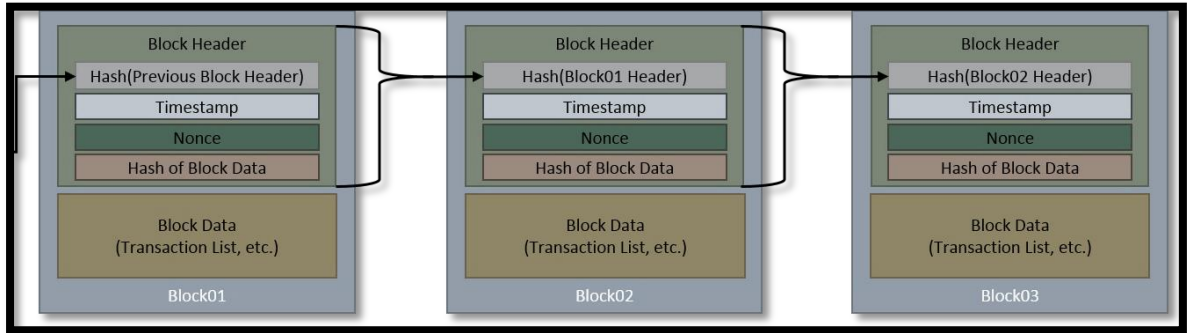 Block Header
Hash(Previous Block Header)
Timestamp
Nonce
Hash of Block Data
Block Data
(Transaction List, etc.)
Block01
Block Header
Hash(Block01 Header)
Timestamp
Nonce
Hash of Block Data
Block Data
(Transaction List, etc.)
Block02
Block Header
Hash(Block02 Header)
Timestamp
Nonce
Hash of Block Data
Block Data
(Transaction List, etc.)
Block03